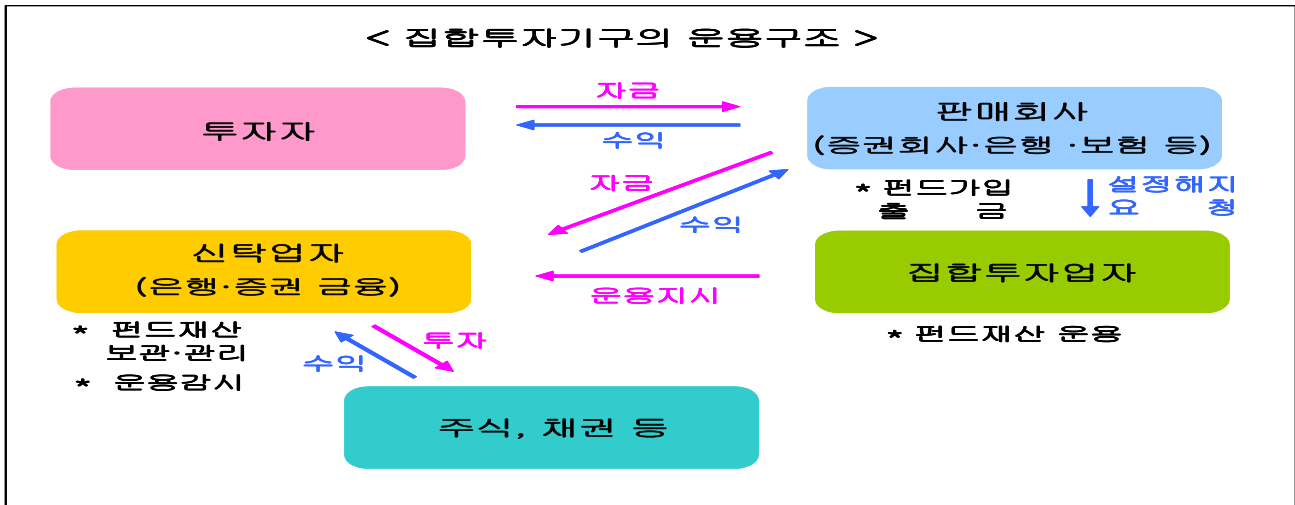 < 집합투자기구의 운용구조 >
투자자
자금
수익
판매회사
(증권회사·은행 ·보험 등)
* 펀드가입
출 금
설정해지
요 청
자금
수익
신탁업자
(은행·증권 금융)
운용지시
집합투자업자
* 펀드재산
보관·관리
* 운용감시
* 펀드재산 운용
투자
수익
주식, 채권 등